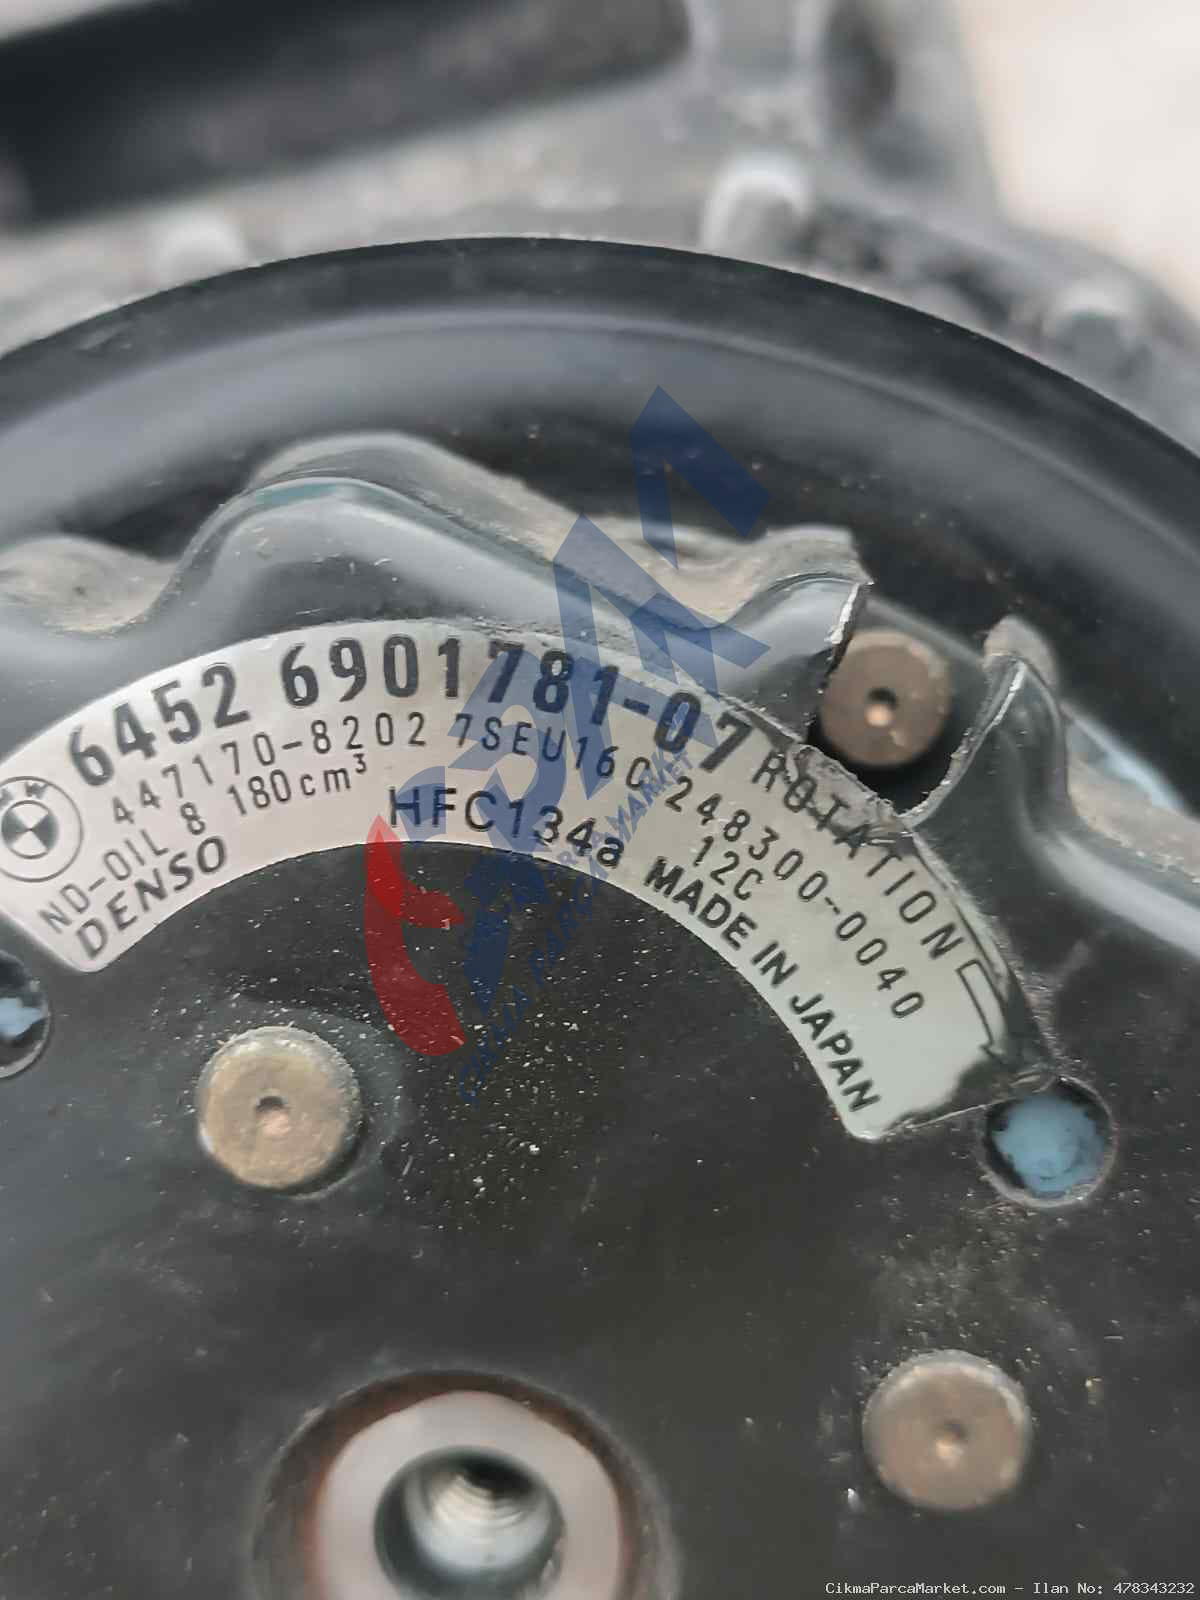 BMW
6452 6901781-07 ROTATION
447170-8202 7SEU16C 248300-0040
ND-OIL 8 180cm³ HFC134a 12C
DENSO MADE IN JAPAN
CikmaParcaMarket.com - Ilan No: 478343232